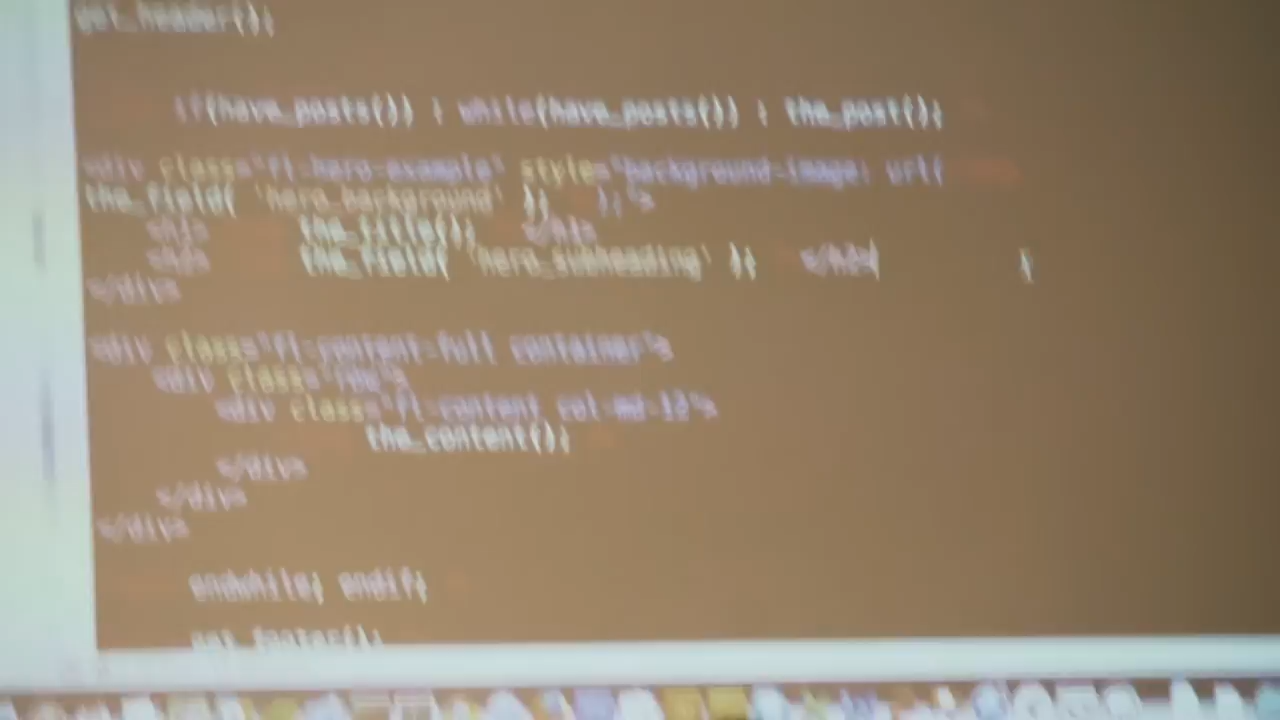 get_header();
if(have_posts()) : while(have_posts()) : the_post();
<div class="fl-hero-example" style="background-image: url(
the_field( 'hero_background' ); );">
<h1> the_title(); </h1>
<h2> the_field( 'hero_subheading' ); </h2>
</div>
<div class="fl-content-full container">
<div class="row">
<div class="fl-content col-md-12">
the_content();
</div>
</div>
</div>
endwhile; endif;
get_footer();